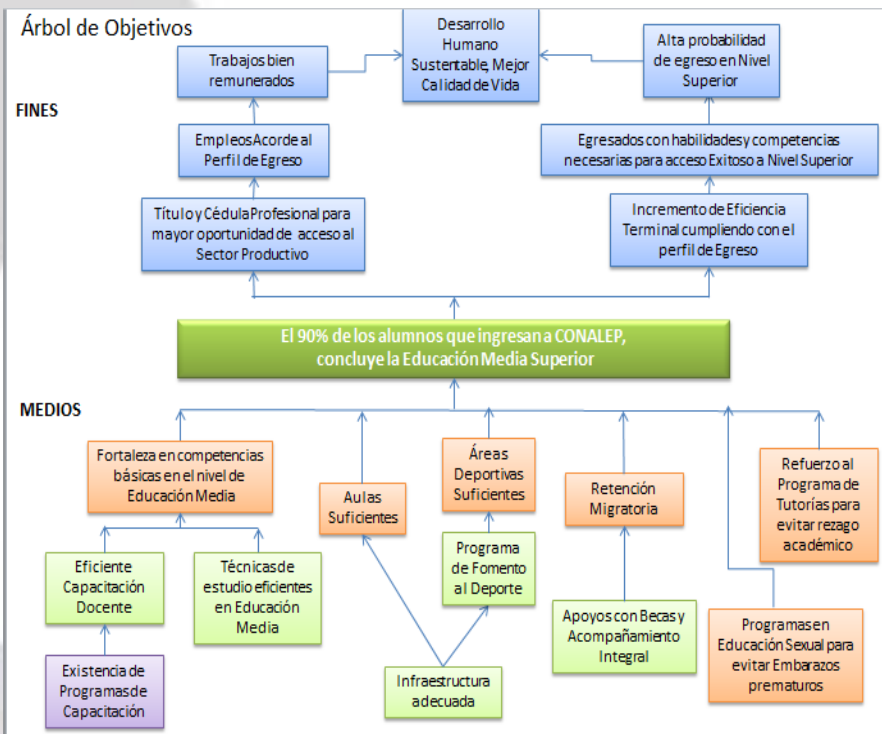 Árbol de Objetivos
Desarrollo
Humano
Sustentable, Mejor
Calidad de Vida
Trabajos bien
remunerados
Alta probabilidad
de egreso en Nivel
Superior
FINES
Empleos Acorde al
Perfil de Egreso
Egresados con habilidades y competencias
necesarias para acceso Exitoso a Nivel Superior
Título y Cédula Profesional para
mayor oportunidad de acceso al
Sector Productivo
Incremento de Eficiencia
Terminal cumpliendo con el
perfil de Egreso
El 90% de los alumnos que ingresan a CONALEP,
concluye la Educación Media Superior
MEDIOS
Fortaleza en competencias
básicas en el nivel de
Educación Media
Aulas
Suficientes
Áreas
Deportivas
Suficientes
Retención
Migratoria
Refuerzo al
Programa de
Tutorías para
evitar rezago
académico
Eficiente
Capacitación
Docente
Técnicas de
estudio eficientes
en Educación
Media
Programa
de Fomento
al Deporte
Apoyos con Becas y
Acompañamiento
Integral
Programas en
Educación Sexual para
evitar Embarazos
prematuros
Existencia de
Programas de
Capacitación
Infraestructura
adecuada